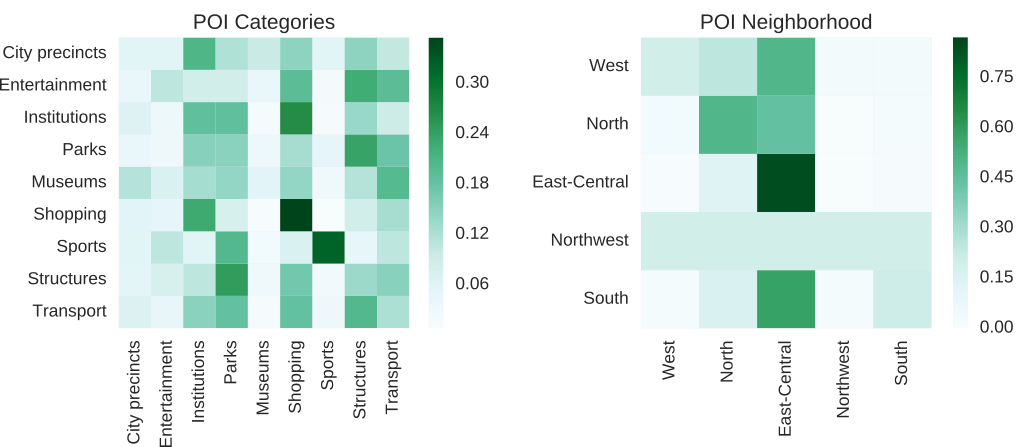 POI Categories
City precincts
Entertainment
Institutions
Parks
Museums
Shopping
Sports
Structures
Transport
City precincts
Entertainment
Institutions
Parks
Museums
Shopping
Sports
Structures
Transport
0.30
0.24
0.18
0.12
0.06
POI Neighborhood
West
North
East-Central
Northwest
South
West
North
East-Central
Northwest
South
0.75
0.60
0.45
0.30
0.15
0.00